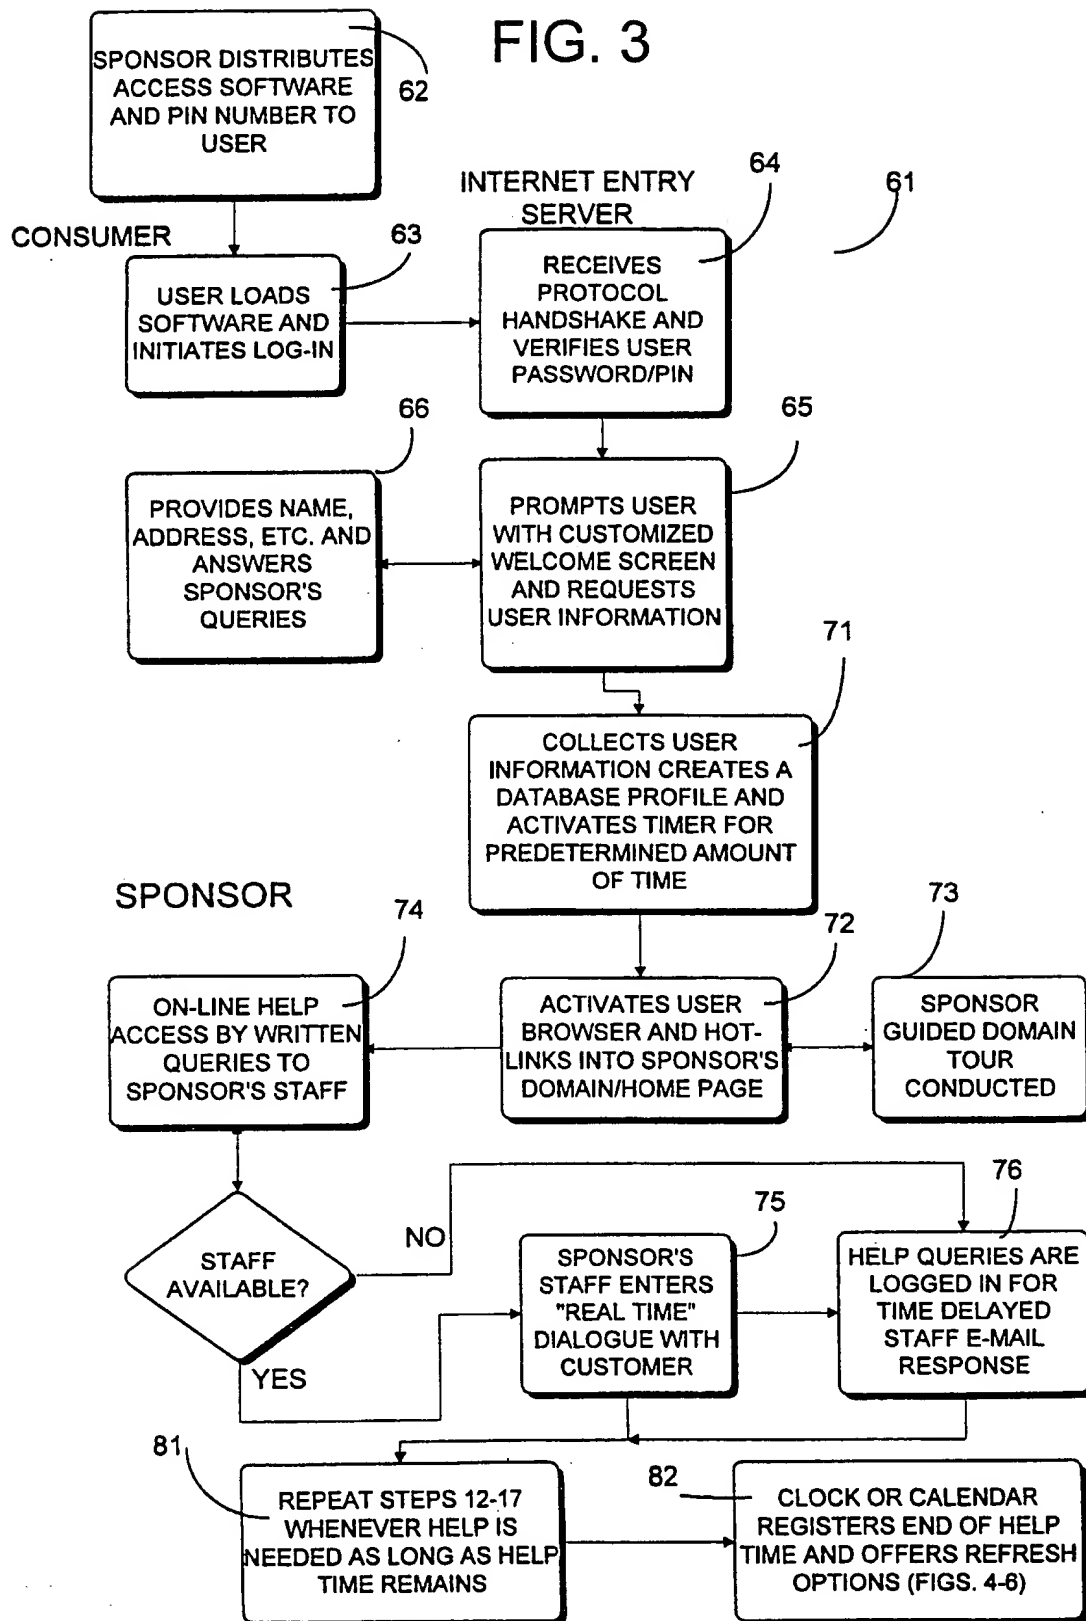 FIG. 3
SPONSOR DISTRIBUTES
ACCESS SOFTWARE
AND PIN NUMBER TO
USER
62
CONSUMER
63
USER LOADS
SOFTWARE AND
INITIATES LOG-IN
INTERNET ENTRY
SERVER
64
61
RECEIVES
PROTOCOL
HANDSHAKE AND
VERIFIES USER
PASSWORD/PIN
66
PROVIDES NAME,
ADDRESS, ETC. AND
ANSWERS
SPONSOR'S
QUERIES
65
PROMPTS USER
WITH CUSTOMIZED
WELCOME SCREEN
AND REQUESTS
USER INFORMATION
71
COLLECTS USER
INFORMATION CREATES A
DATABASE PROFILE AND
ACTIVATES TIMER FOR
PREDETERMINED AMOUNT
OF TIME
SPONSOR
74
ON-LINE HELP
ACCESS BY WRITTEN
QUERIES TO
SPONSOR'S STAFF
72
ACTIVATES USER
BROWSER AND HOT-
LINKS INTO SPONSOR'S
DOMAIN/HOME PAGE
73
SPONSOR
GUIDED DOMAIN
TOUR
CONDUCTED
STAFF
AVAILABLE?
NO
YES
75
SPONSOR'S
STAFF ENTERS
"REAL TIME"
DIALOGUE WITH
CUSTOMER
76
HELP QUERIES ARE
LOGGED IN FOR
TIME DELAYED
STAFF E-MAIL
RESPONSE
81
REPEAT STEPS 12-17
WHENEVER HELP IS
NEEDED AS LONG AS HELP
TIME REMAINS
82
CLOCK OR CALENDAR
REGISTERS END OF HELP
TIME AND OFFERS REFRESH
OPTIONS (FIGS. 4-6)